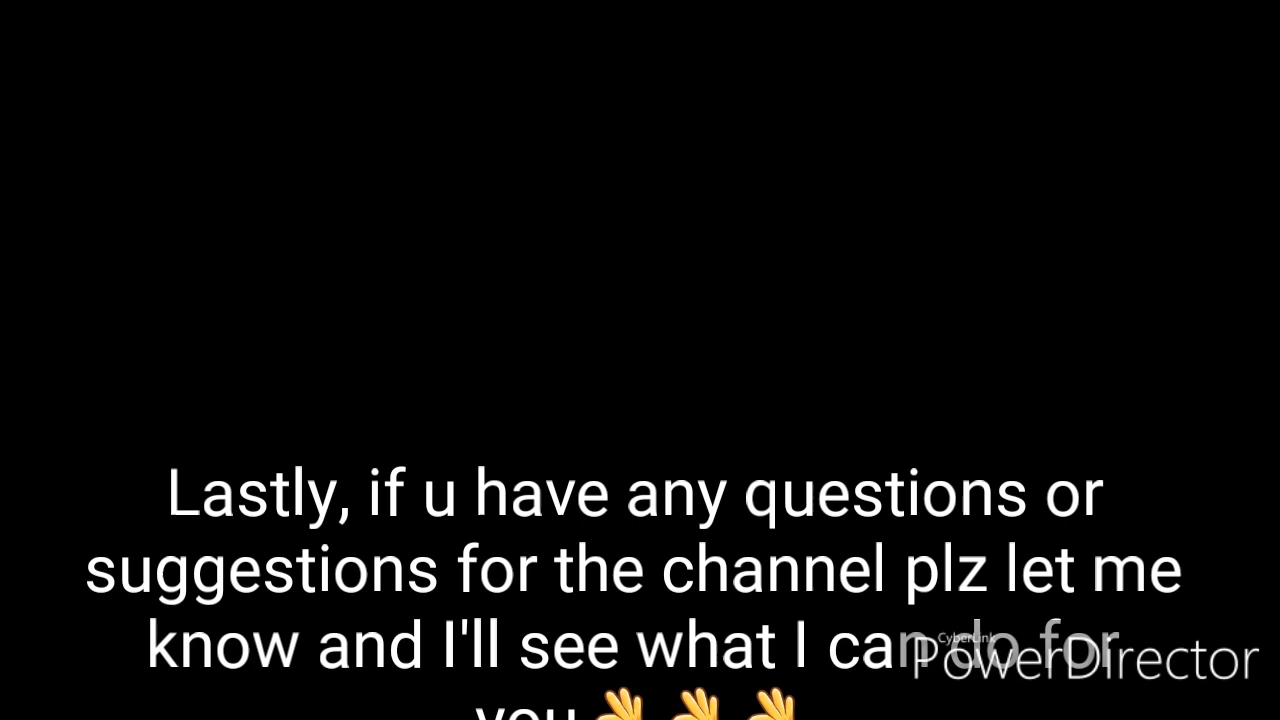 Lastly, if u have any questions or
suggestions for the channel plz let me
know and I'll see what I can do for
you👌👌👌
CyberLink
PowerDirector